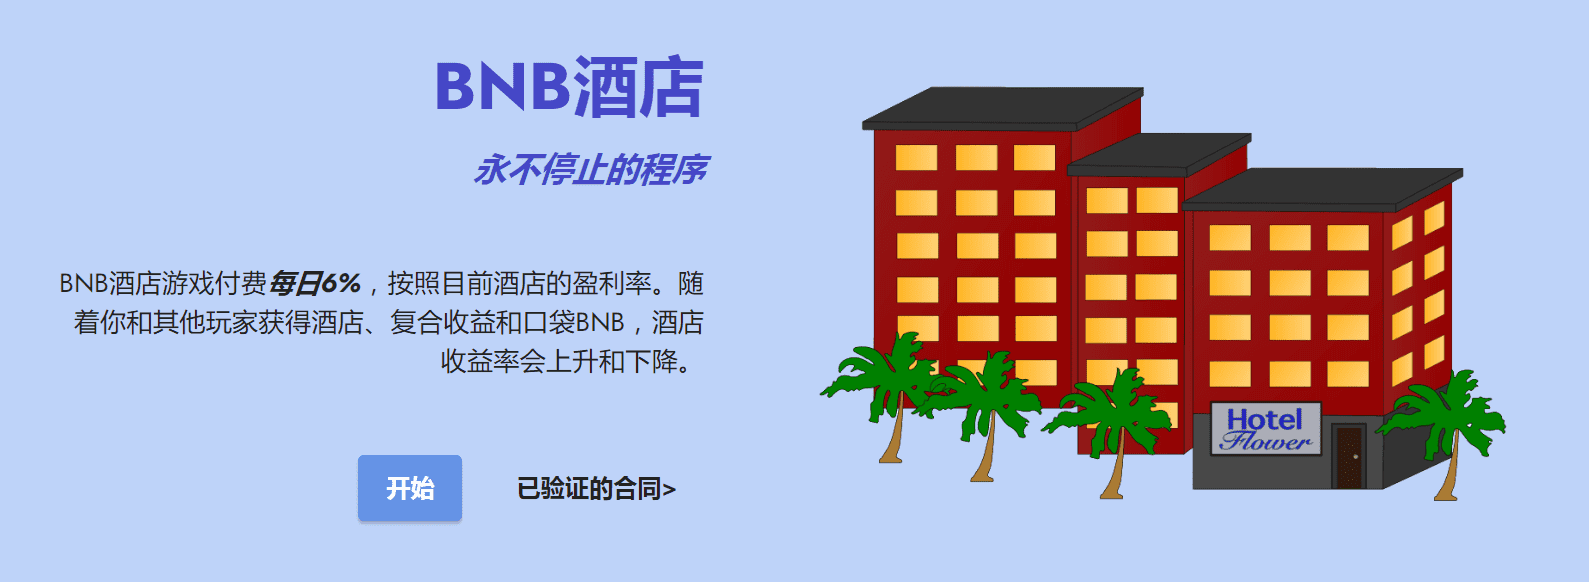 BNB酒店
永不停止的程序
BNB酒店游戏付费每日6%，按照目前酒店的盈利率。随
着你和其他玩家获得酒店、复合收益和口袋BNB，酒店
收益率会上升和下降。
开始
已验证的合同>
Hotel
Flower